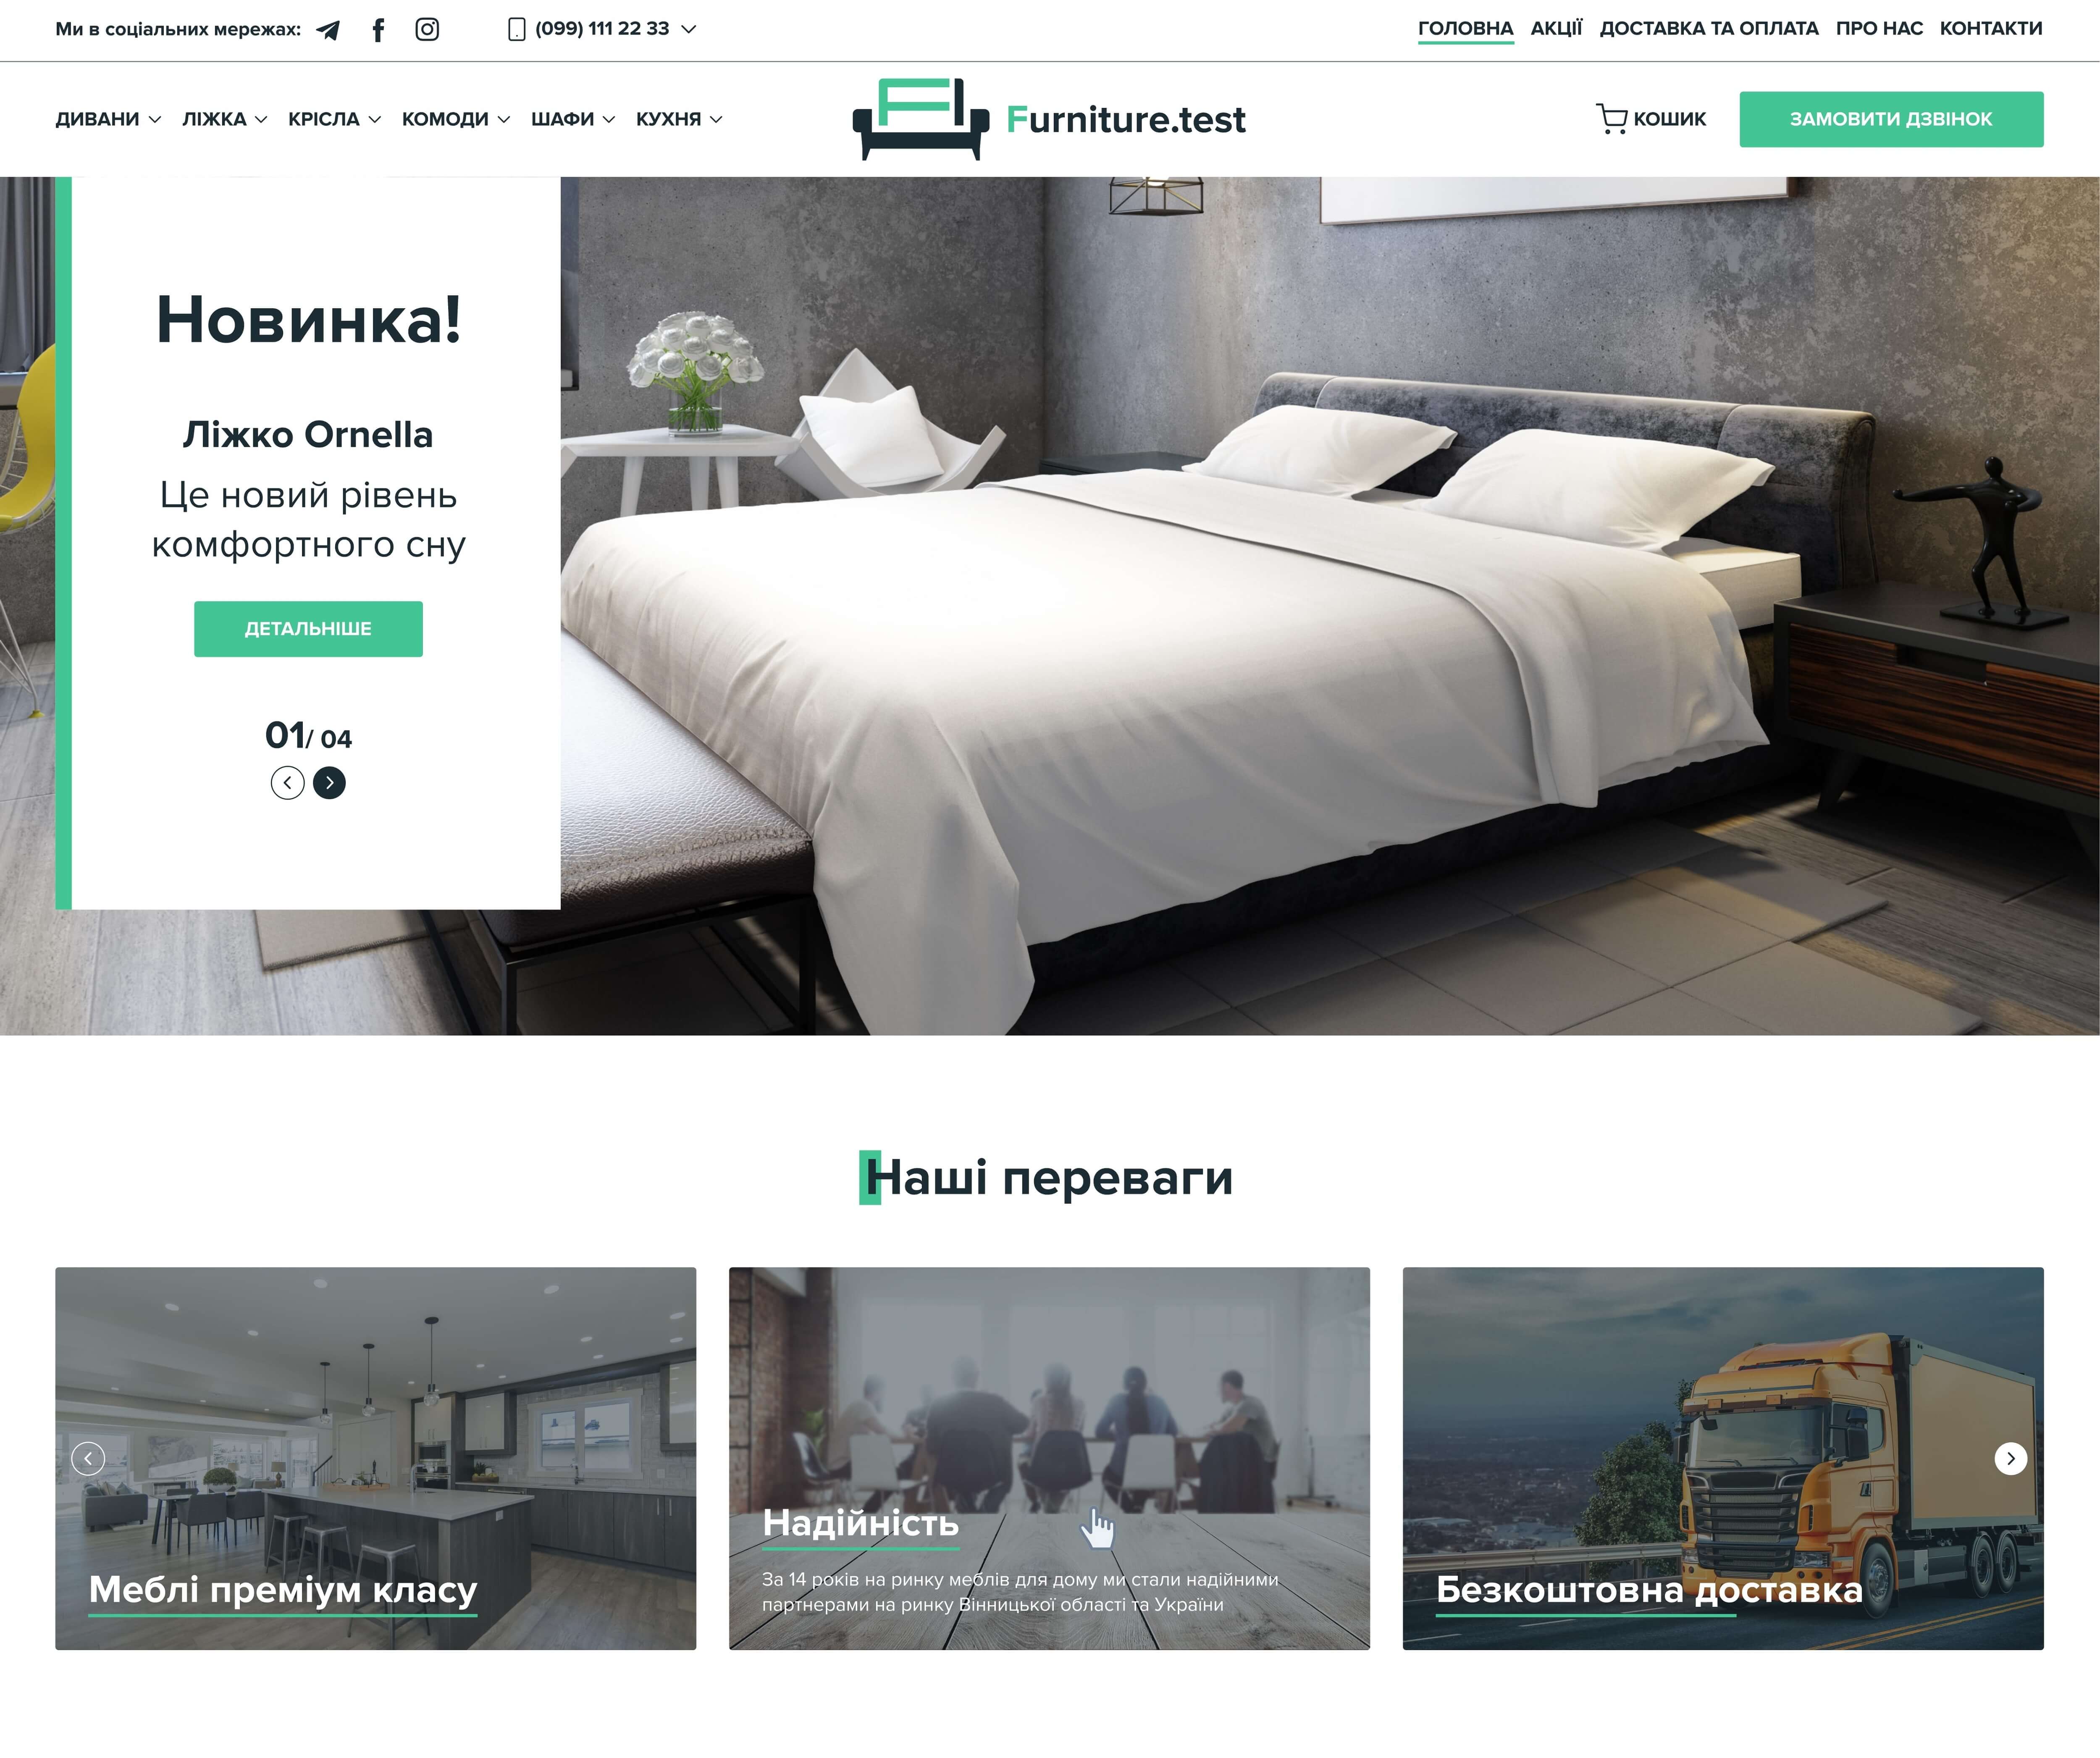 Ми в соціальних мережах:
(099) 111 22 33
ГОЛОВНА АКЦІЇ ДОСТАВКА ТА ОПЛАТА ПРО НАС КОНТАКТИ
ДИВАНИ ЛІЖКА КРІСЛА КОМОДИ ШАФИ КУХНЯ
Furniture.test
КОШИК
ЗАМОВИТИ ДЗВІНОК
Новинка!
Ліжко Ornella
Це новий рівень
комфортного сну
ДЕТАЛЬНІШЕ
01/ 04
Наші переваги
Меблі преміум класу
Надійність
За 14 років на ринку меблів для дому ми стали надійними
партнерами на ринку Вінницької області та України
Безкоштовна доставка